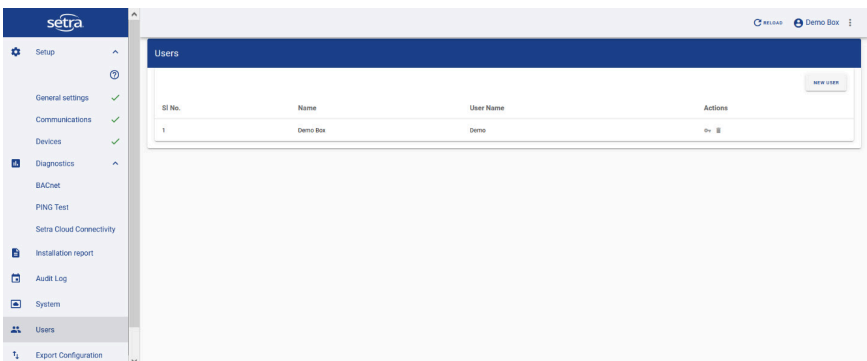 setra
RELOAD Demo Box
Setup
General settings
Communications
Devices
Diagnostics
BACnet
PING Test
Setra Cloud Connectivity
Installation report
Audit Log
System
Users
Export Configuration
Users
NEW USER
Sl No. Name User Name Actions
1 Demo Box Demo